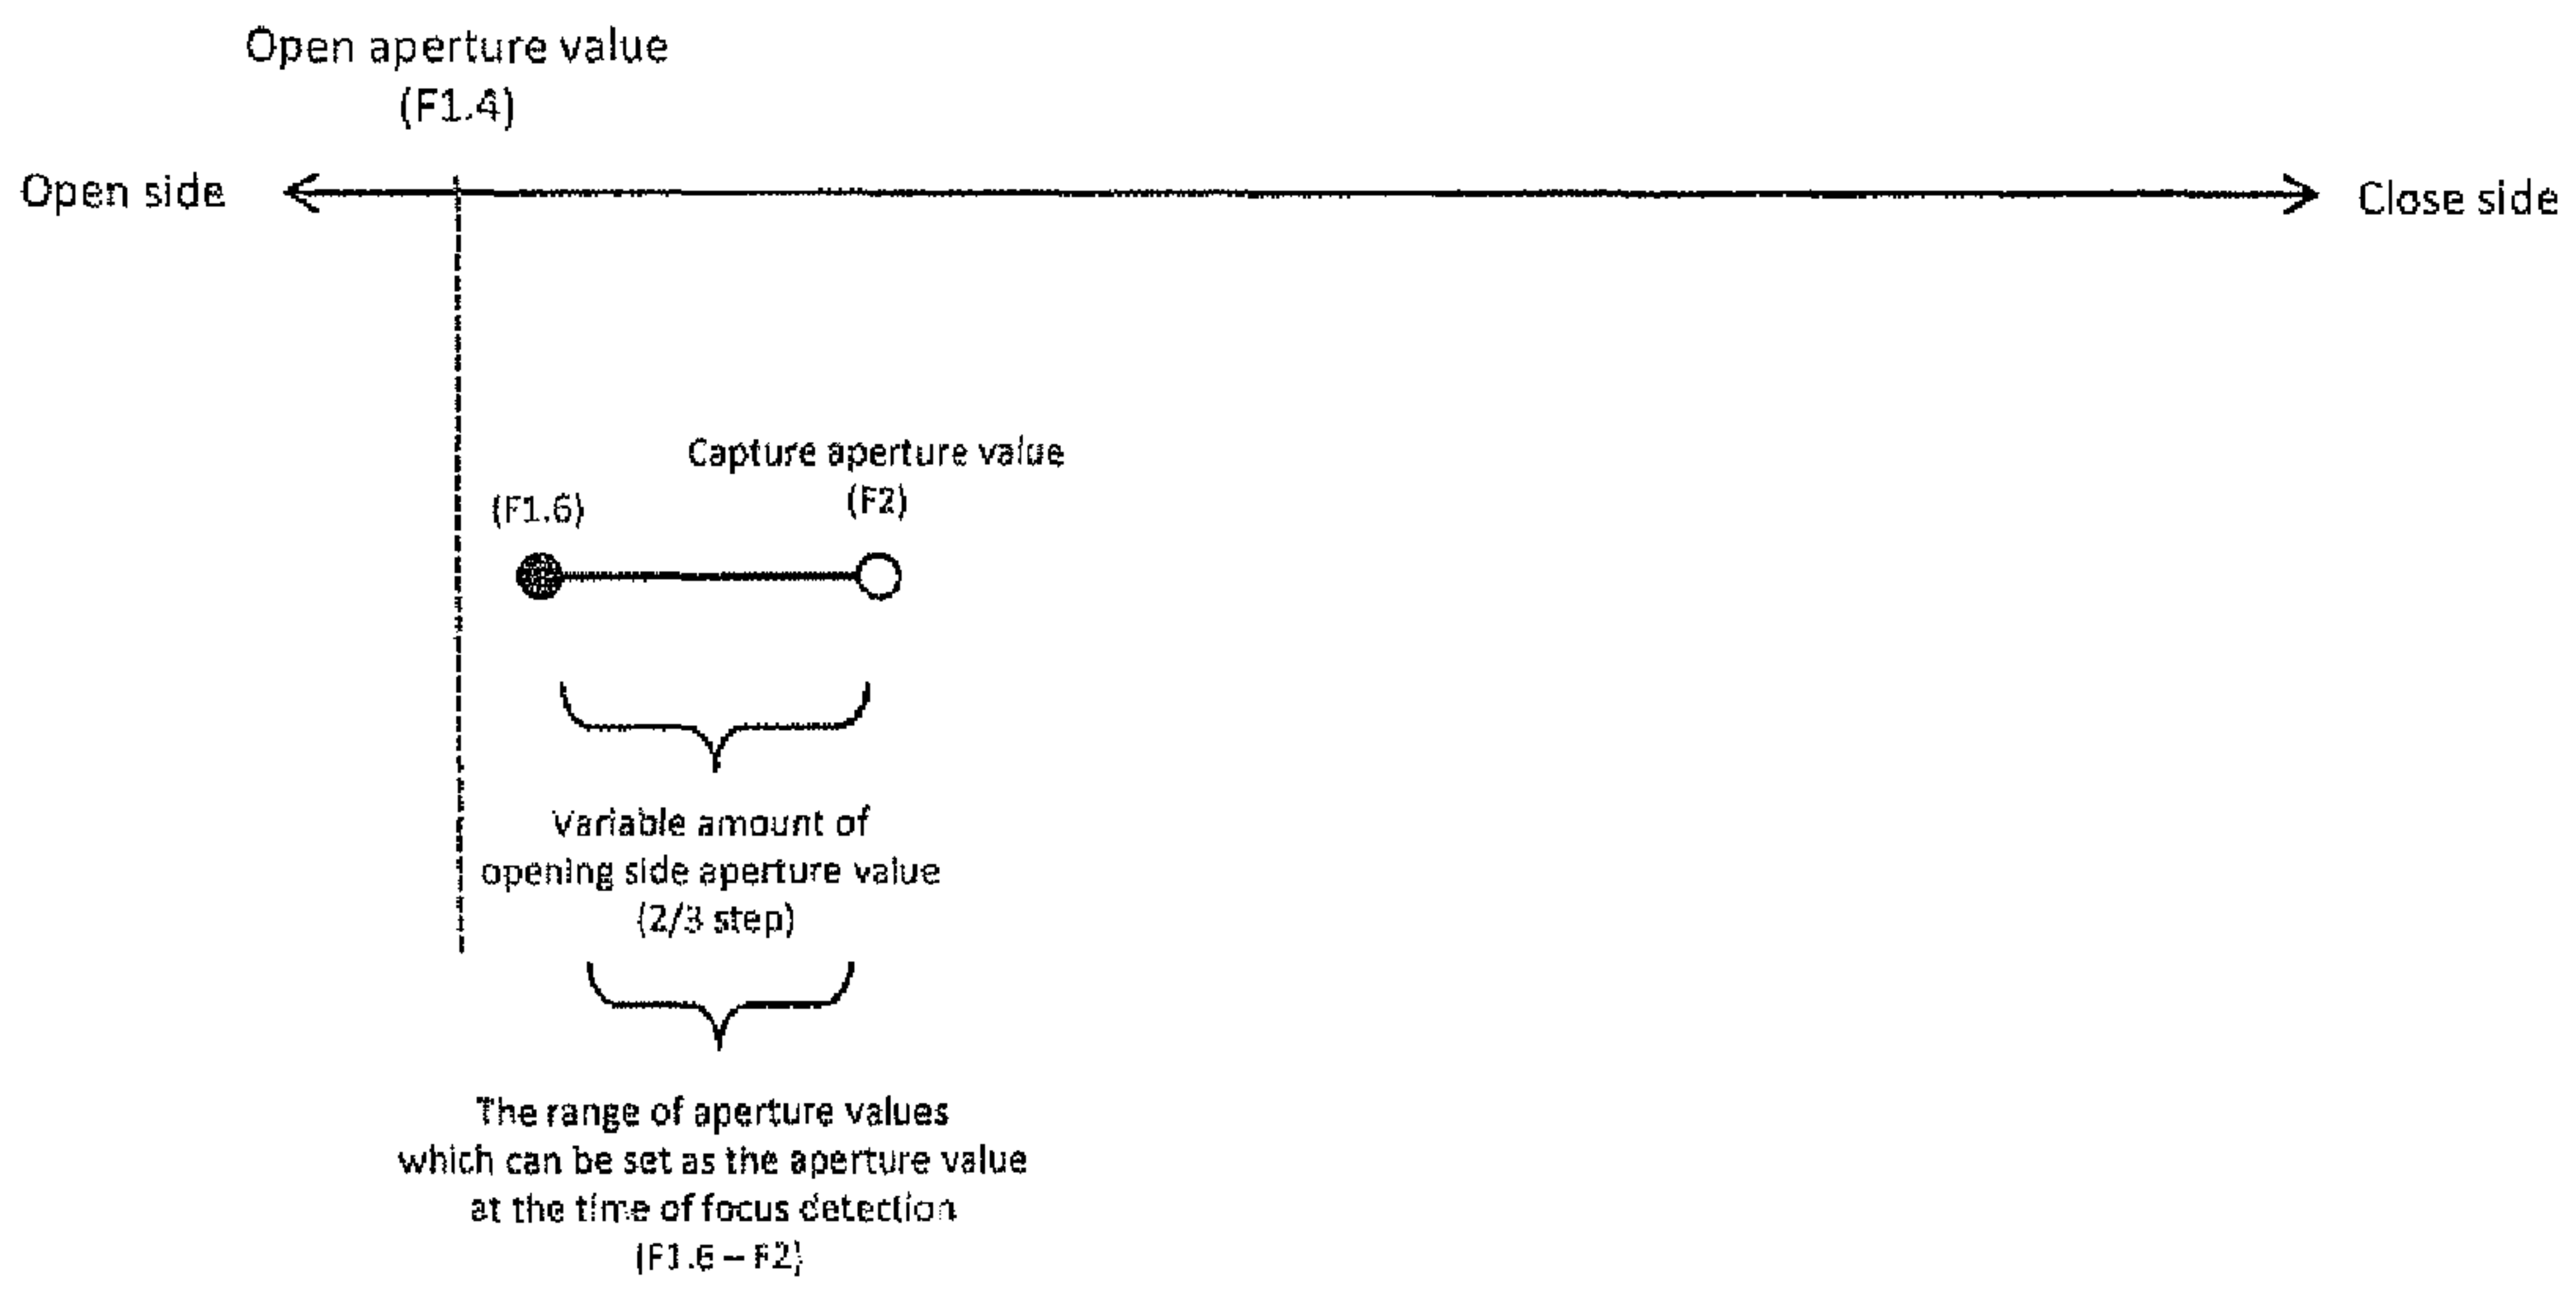 Open aperture value
(F1.4)
Open side
Close side
Capture aperture value
(F2)
(F1.6)
Variable amount of
opening side aperture value
(2/3 step)
The range of aperture values
which can be set as the aperture value
at the time of focus detection
(F1.6 – F2)